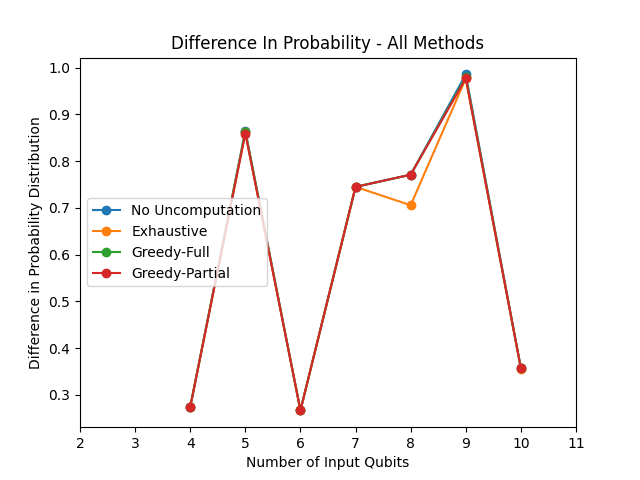 Difference In Probability - All Methods
Difference in Probability Distribution
1.0
0.9
0.8
0.7
0.6
0.5
0.4
0.3
No Uncomputation
Exhaustive
Greedy-Full
Greedy-Partial
2 3 4 5 6 7 8 9 10 11
Number of Input Qubits